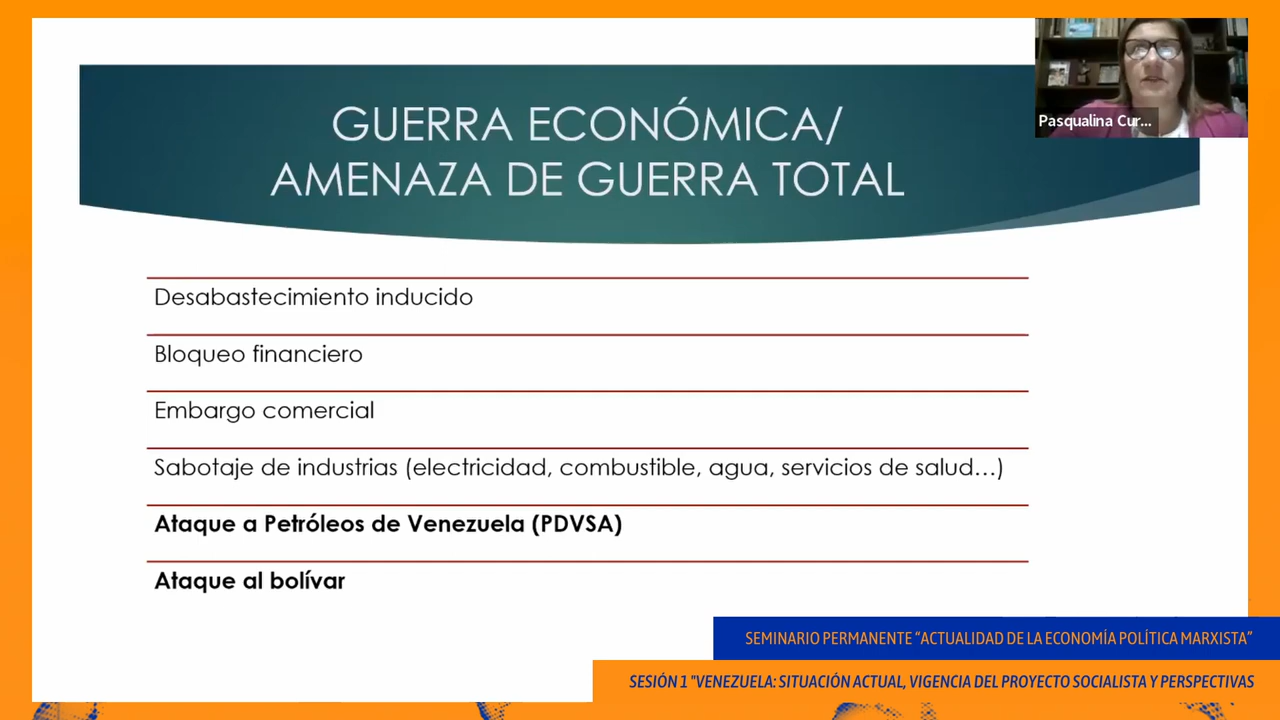 GUERRA ECONÓMICA/
AMENAZA DE GUERRA TOTAL
Pasqualina Cur...
Desabastecimiento inducido
Bloqueo financiero
Embargo comercial
Sabotaje de industrias (electricidad, combustible, agua, servicios de salud...)
Ataque a Petróleos de Venezuela (PDVSA)
Ataque al bolívar
SEMINARIO PERMANENTE “ACTUALIDAD DE LA ECONOMÍA POLÍTICA MARXISTA”
SESIÓN 1 "VENEZUELA: SITUACIÓN ACTUAL, VIGENCIA DEL PROYECTO SOCIALISTA Y PERSPECTIVAS